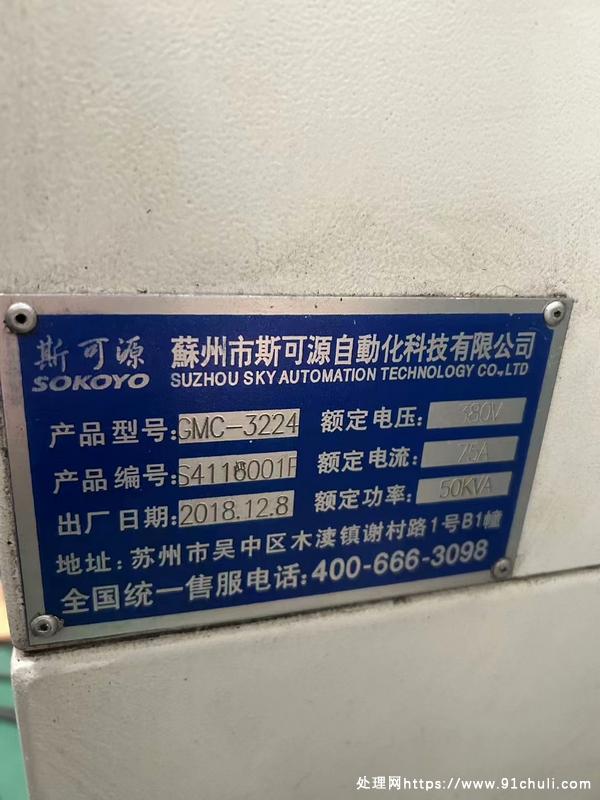 斯可源 蘇州市斯可源自動化科技有限公司
SOKOYO SUZHOU SKY AUTOMATION TECHNOLOGY CO.,LTD
产品型号: GMC-3224 额定电压: 380V
产品编号: 额定电流: 75A
出厂日期: 2018.12.8 额定功率: 50KVA
地址: 苏州市吴中区木渎镇谢村路1号B1幢
全国统一售服电话: 400-666-3098
处理网https://www.91chuli.com